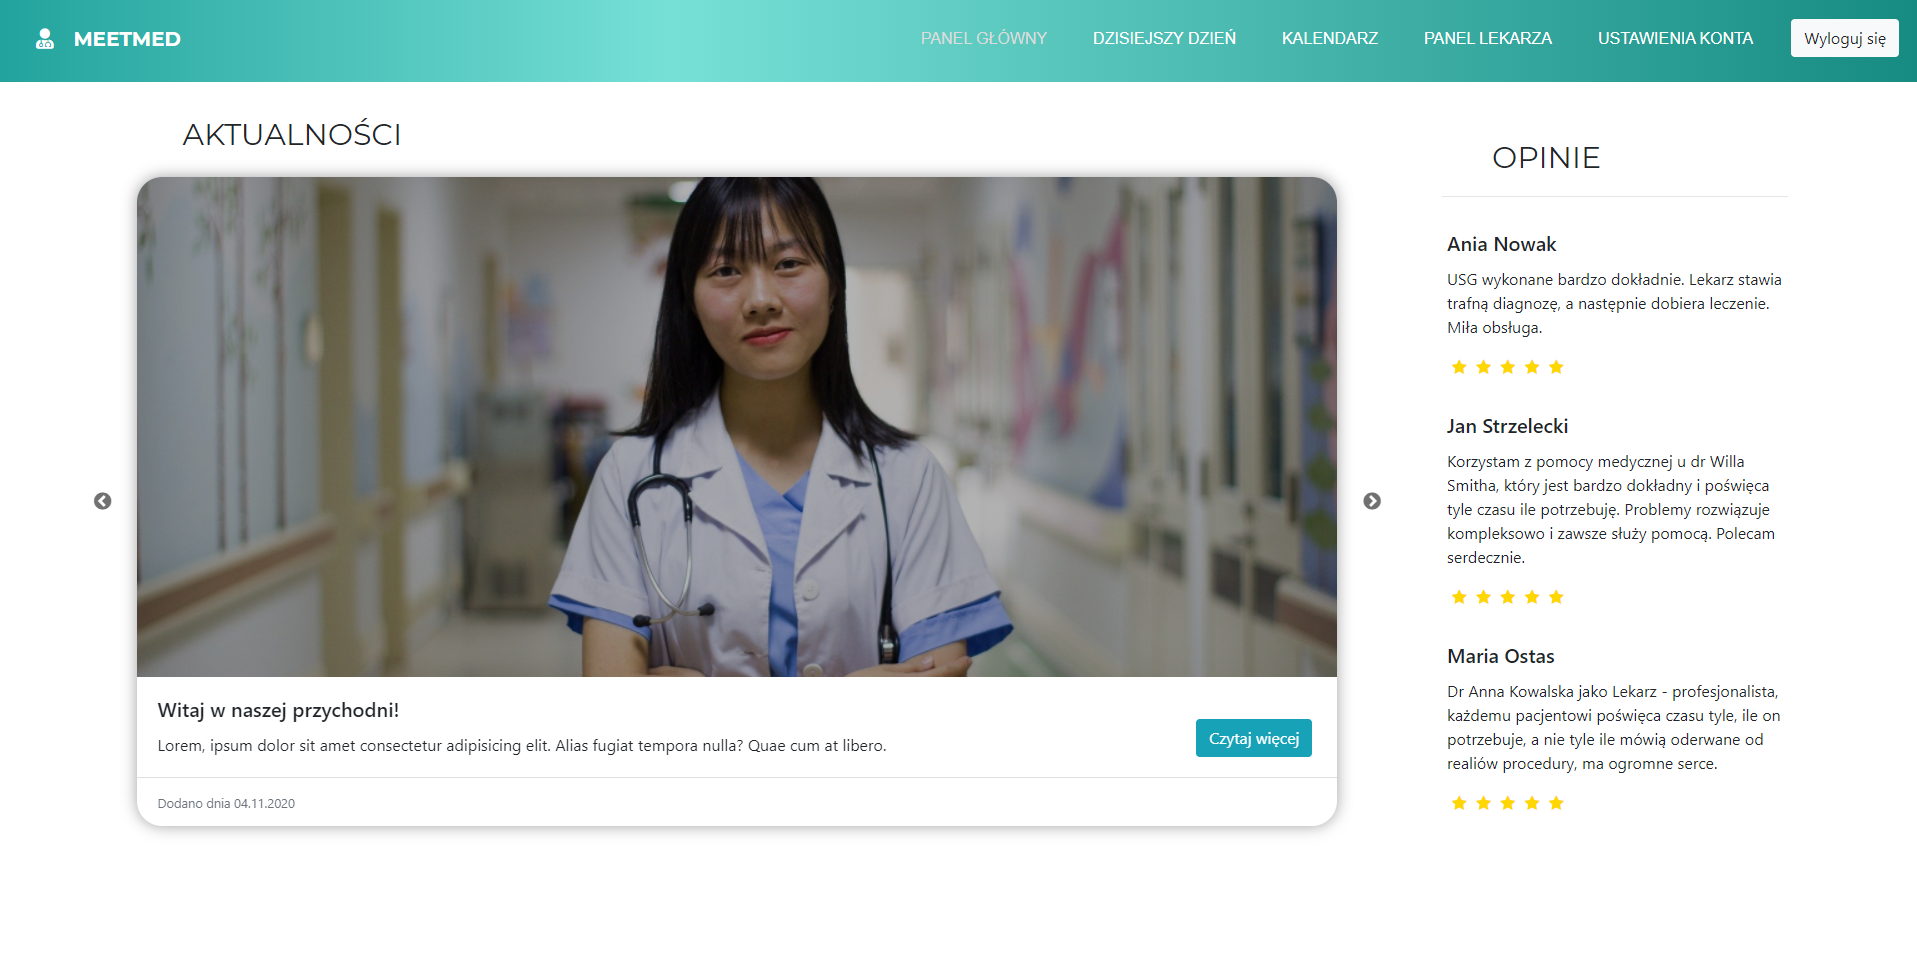 MEETMED
PANEL GŁÓWNY
DZISIEJSZY DZIEŃ
KALENDARZ
PANEL LEKARZA
USTAWIENIA KONTA
Wyloguj się
AKTUALNOŚCI
Witaj w naszej przychodni!
Lorem, ipsum dolor sit amet consectetur adipisicing elit. Alias fugiat tempora nulla? Quae cum at libero.
Czytaj więcej
Dodano dnia 04.11.2020
OPINIE
Ania Nowak
USG wykonane bardzo dokładnie. Lekarz stawia
trafną diagnozę, a następnie dobiera leczenie.
Miła obsługa.
Jan Strzelecki
Korzystam z pomocy medycznej u dr Willa
Smitha, który jest bardzo dokładny i poświęca
tyle czasu ile potrzebuję. Problemy rozwiązuje
kompleksowo i zawsze służy pomocą. Polecam
serdecznie.
Maria Ostas
Dr Anna Kowalska jako Lekarz - profesjonalista,
każdemu pacjentowi poświęca czasu tyle, ile on
potrzebuje, a nie tyle ile mówią oderwane od
realiów procedury, ma ogromne serce.